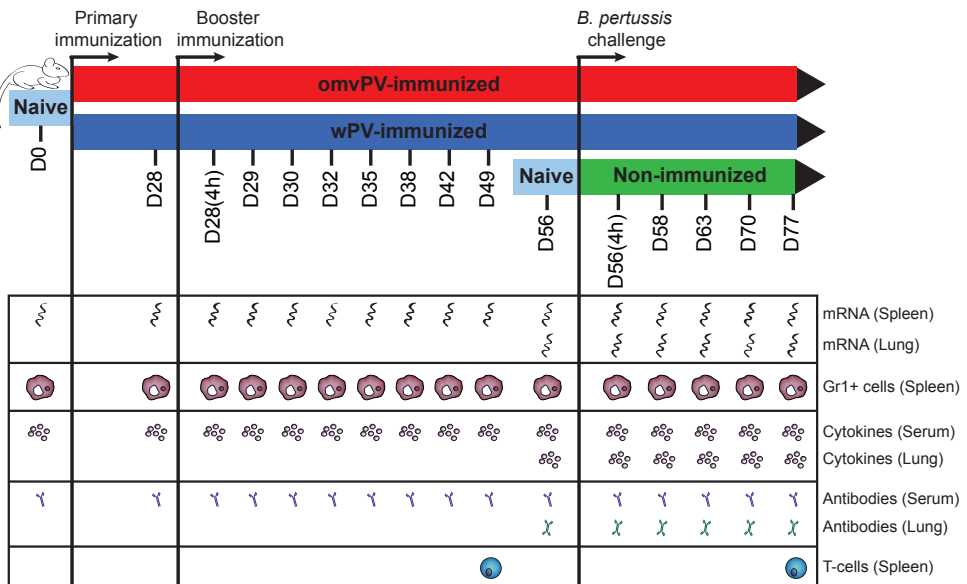 Primary
immunization
Booster
immunization
B. pertussis
challenge
omvPV-immunized
Naive
wPV-immunized
Naive
Non-immunized
D0
D28
D28(4h)
D29
D30
D32
D35
D38
D42
D49
D56
D56(4h)
D58
D63
D70
D77
mRNA (Spleen)
mRNA (Lung)
Gr1+ cells (Spleen)
Cytokines (Serum)
Cytokines (Lung)
Antibodies (Serum)
Antibodies (Lung)
T-cells (Spleen)